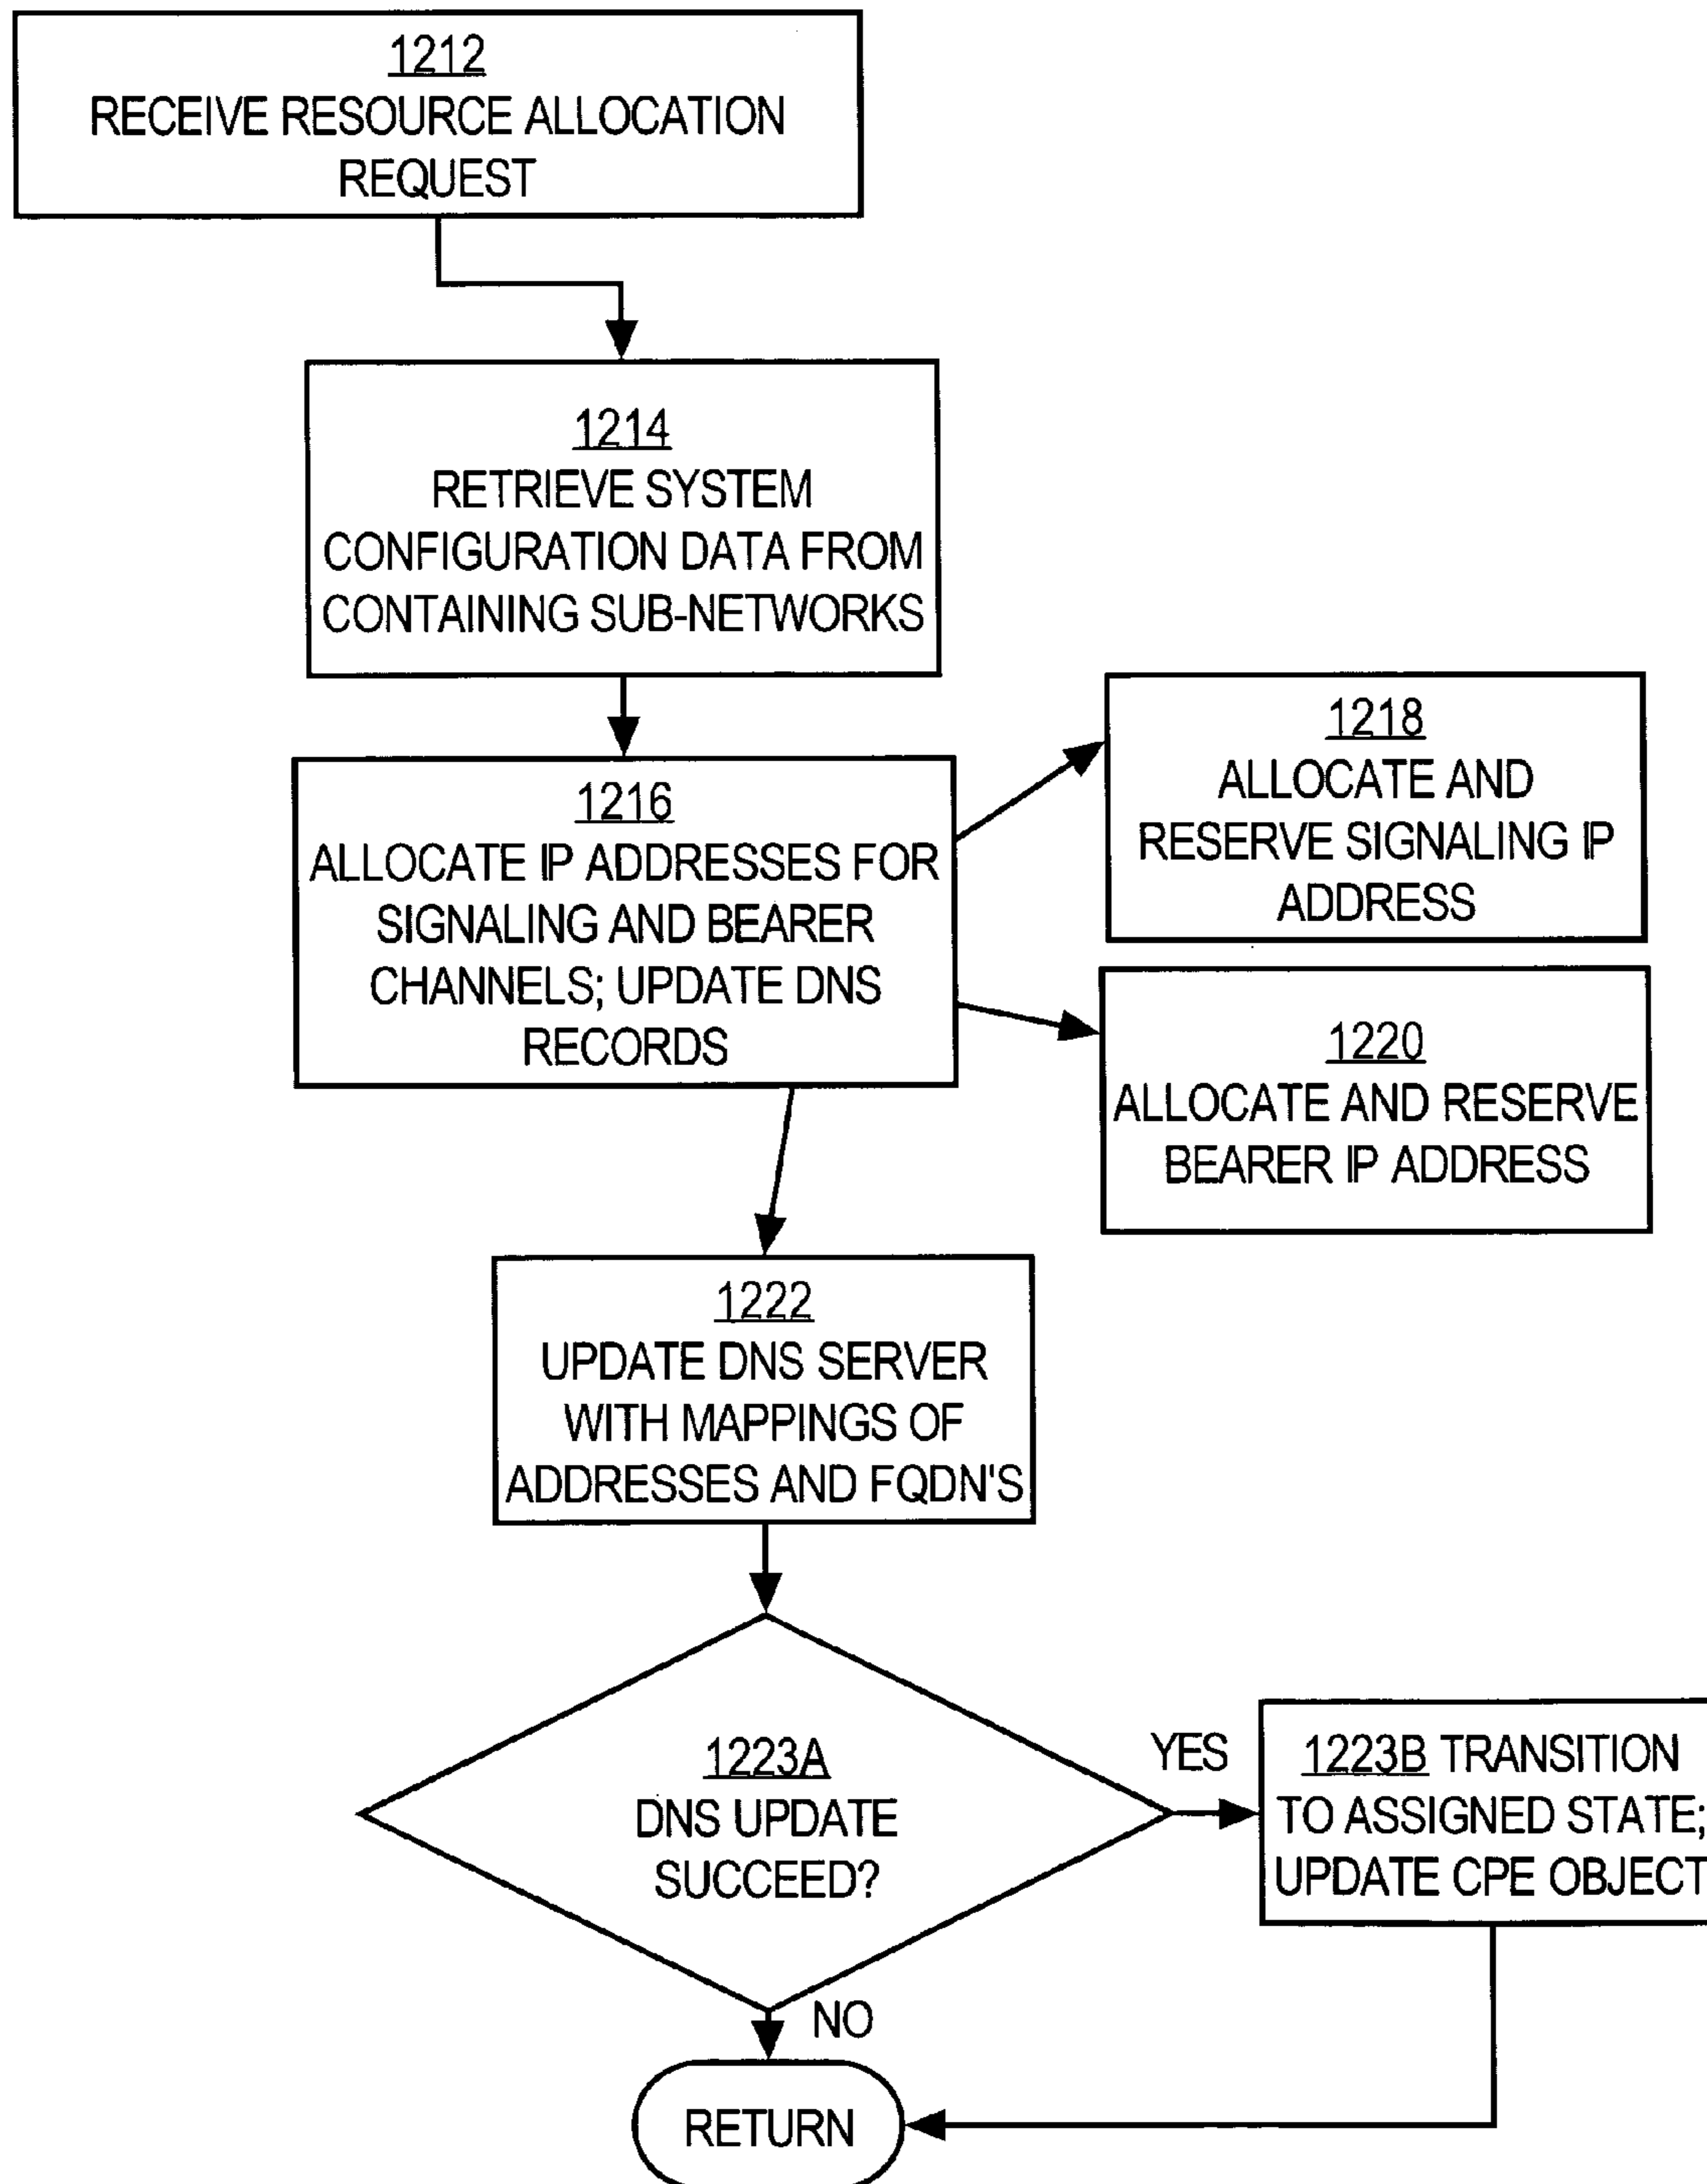 1212
RECEIVE RESOURCE ALLOCATION
REQUEST
1214
RETRIEVE SYSTEM
CONFIGURATION DATA FROM
CONTAINING SUB-NETWORKS
1216
ALLOCATE IP ADDRESSES FOR
SIGNALING AND BEARER
CHANNELS; UPDATE DNS
RECORDS
1218
ALLOCATE AND
RESERVE SIGNALING IP
ADDRESS
1220
ALLOCATE AND RESERVE
BEARER IP ADDRESS
1222
UPDATE DNS SERVER
WITH MAPPINGS OF
ADDRESSES AND FQDN'S
1223A
DNS UPDATE
SUCCEED?
YES
1223B TRANSITION
TO ASSIGNED STATE;
UPDATE CPE OBJECT
NO
RETURN